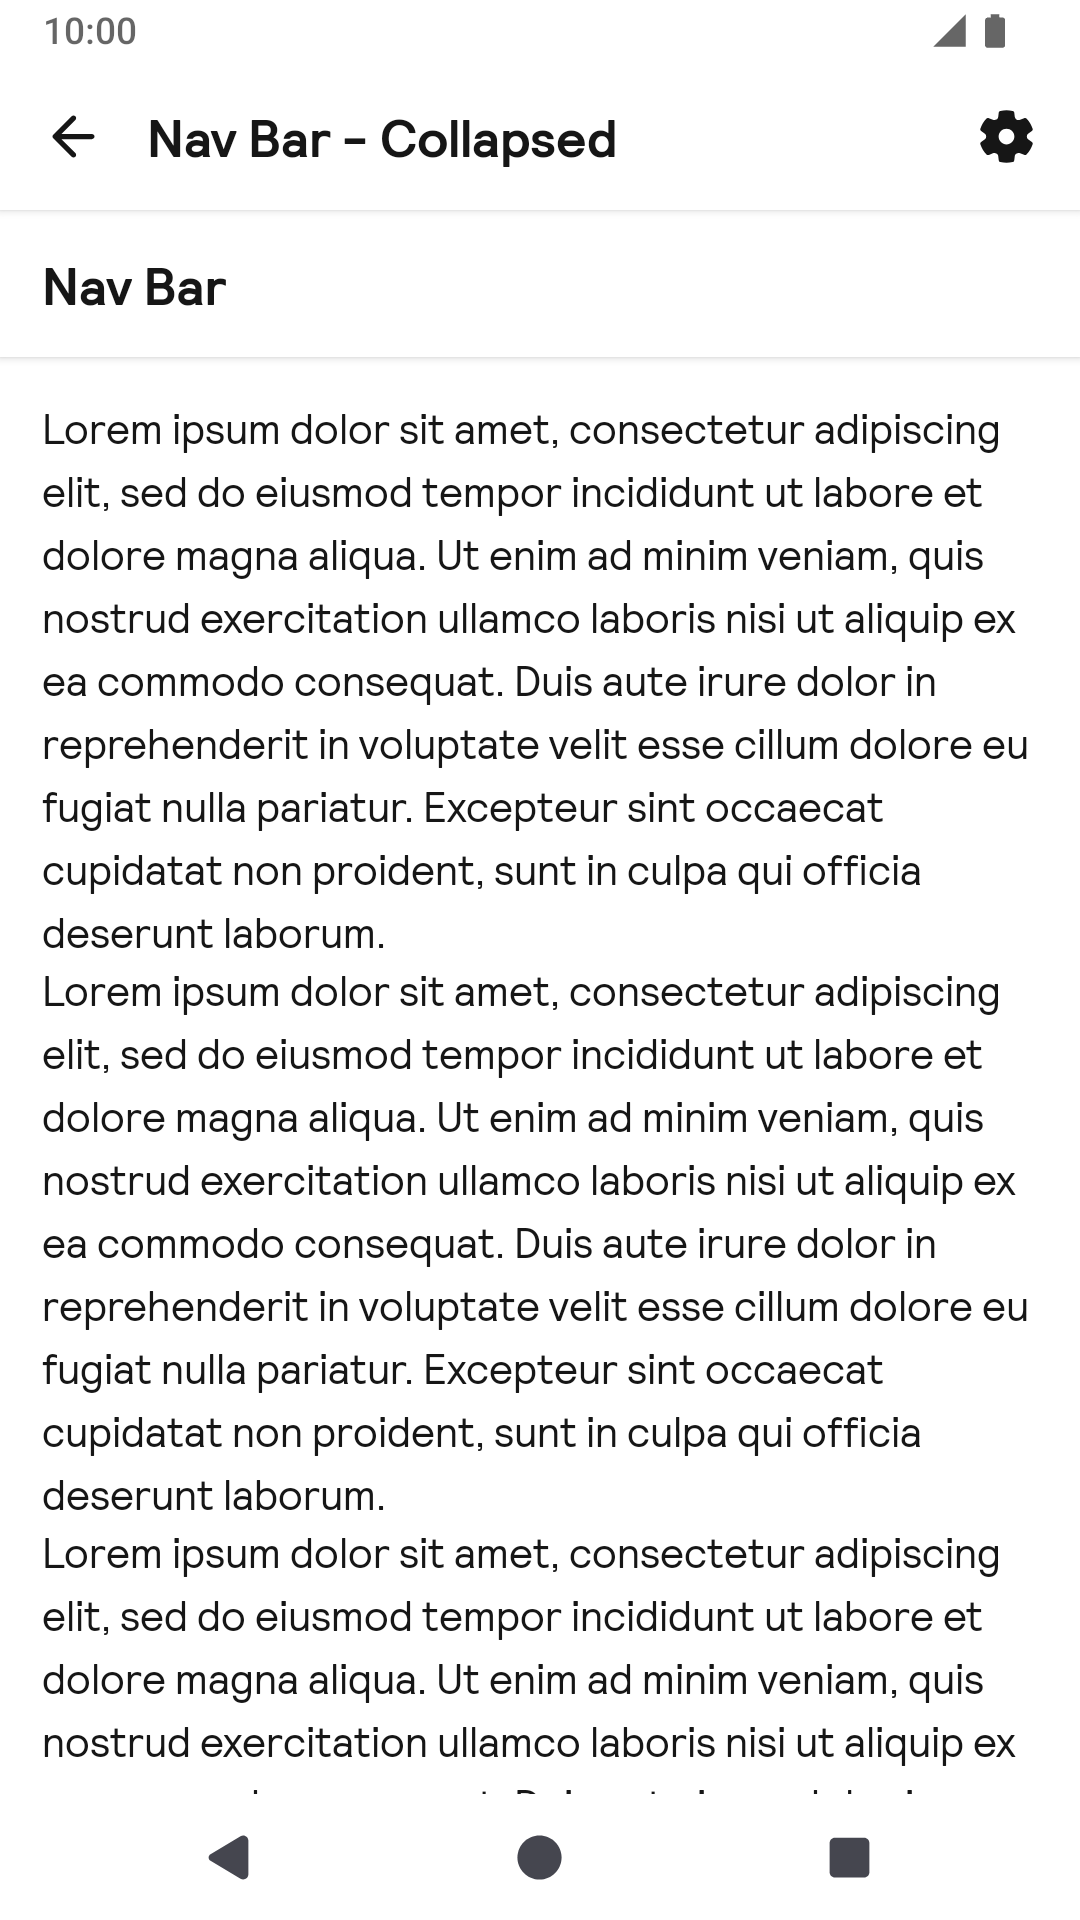 10:00
Nav Bar - Collapsed
Nav Bar
Lorem ipsum dolor sit amet, consectetur adipiscing
elit, sed do eiusmod tempor incididunt ut labore et
dolore magna aliqua. Ut enim ad minim veniam, quis
nostrud exercitation ullamco laboris nisi ut aliquip ex
ea commodo consequat. Duis aute irure dolor in
reprehenderit in voluptate velit esse cillum dolore eu
fugiat nulla pariatur. Excepteur sint occaecat
cupidatat non proident, sunt in culpa qui officia
deserunt laborum.
Lorem ipsum dolor sit amet, consectetur adipiscing
elit, sed do eiusmod tempor incididunt ut labore et
dolore magna aliqua. Ut enim ad minim veniam, quis
nostrud exercitation ullamco laboris nisi ut aliquip ex
ea commodo consequat. Duis aute irure dolor in
reprehenderit in voluptate velit esse cillum dolore eu
fugiat nulla pariatur. Excepteur sint occaecat
cupidatat non proident, sunt in culpa qui officia
deserunt laborum.
Lorem ipsum dolor sit amet, consectetur adipiscing
elit, sed do eiusmod tempor incididunt ut labore et
dolore magna aliqua. Ut enim ad minim veniam, quis
nostrud exercitation ullamco laboris nisi ut aliquip ex